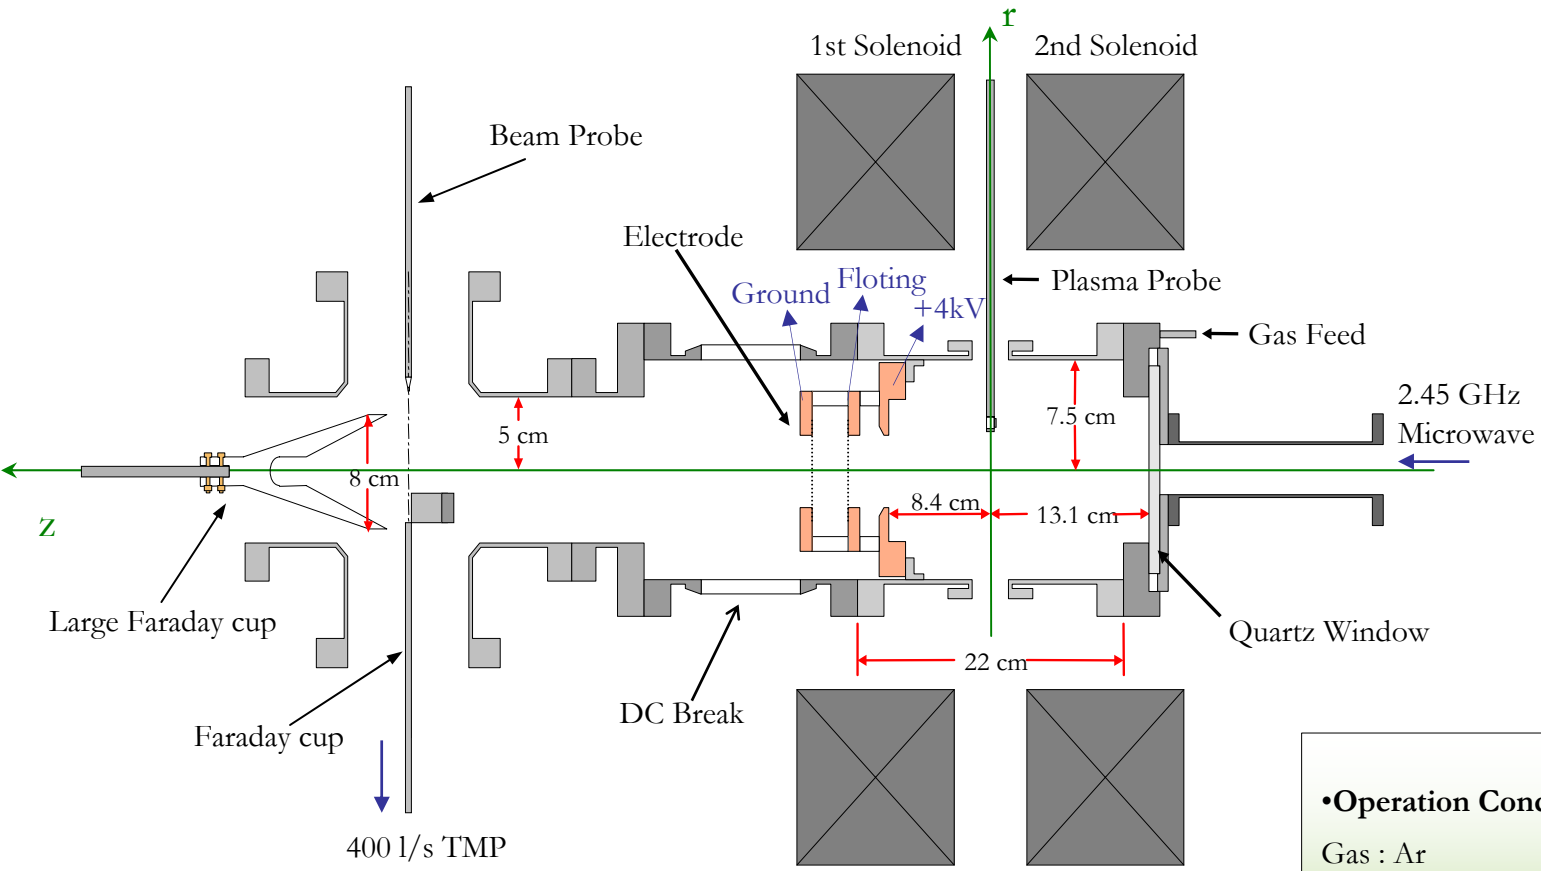 r
1st Solenoid
2nd Solenoid
Beam Probe
Electrode
Ground
Floting
+4kV
Plasma Probe
Gas Feed
2.45 GHz
Microwave
7.5 cm
5 cm
8 cm
8.4 cm
13.1 cm
z
Large Faraday cup
Quartz Window
22 cm
DC Break
Faraday cup
400 l/s TMP
•Operation Cond
Gas : Ar